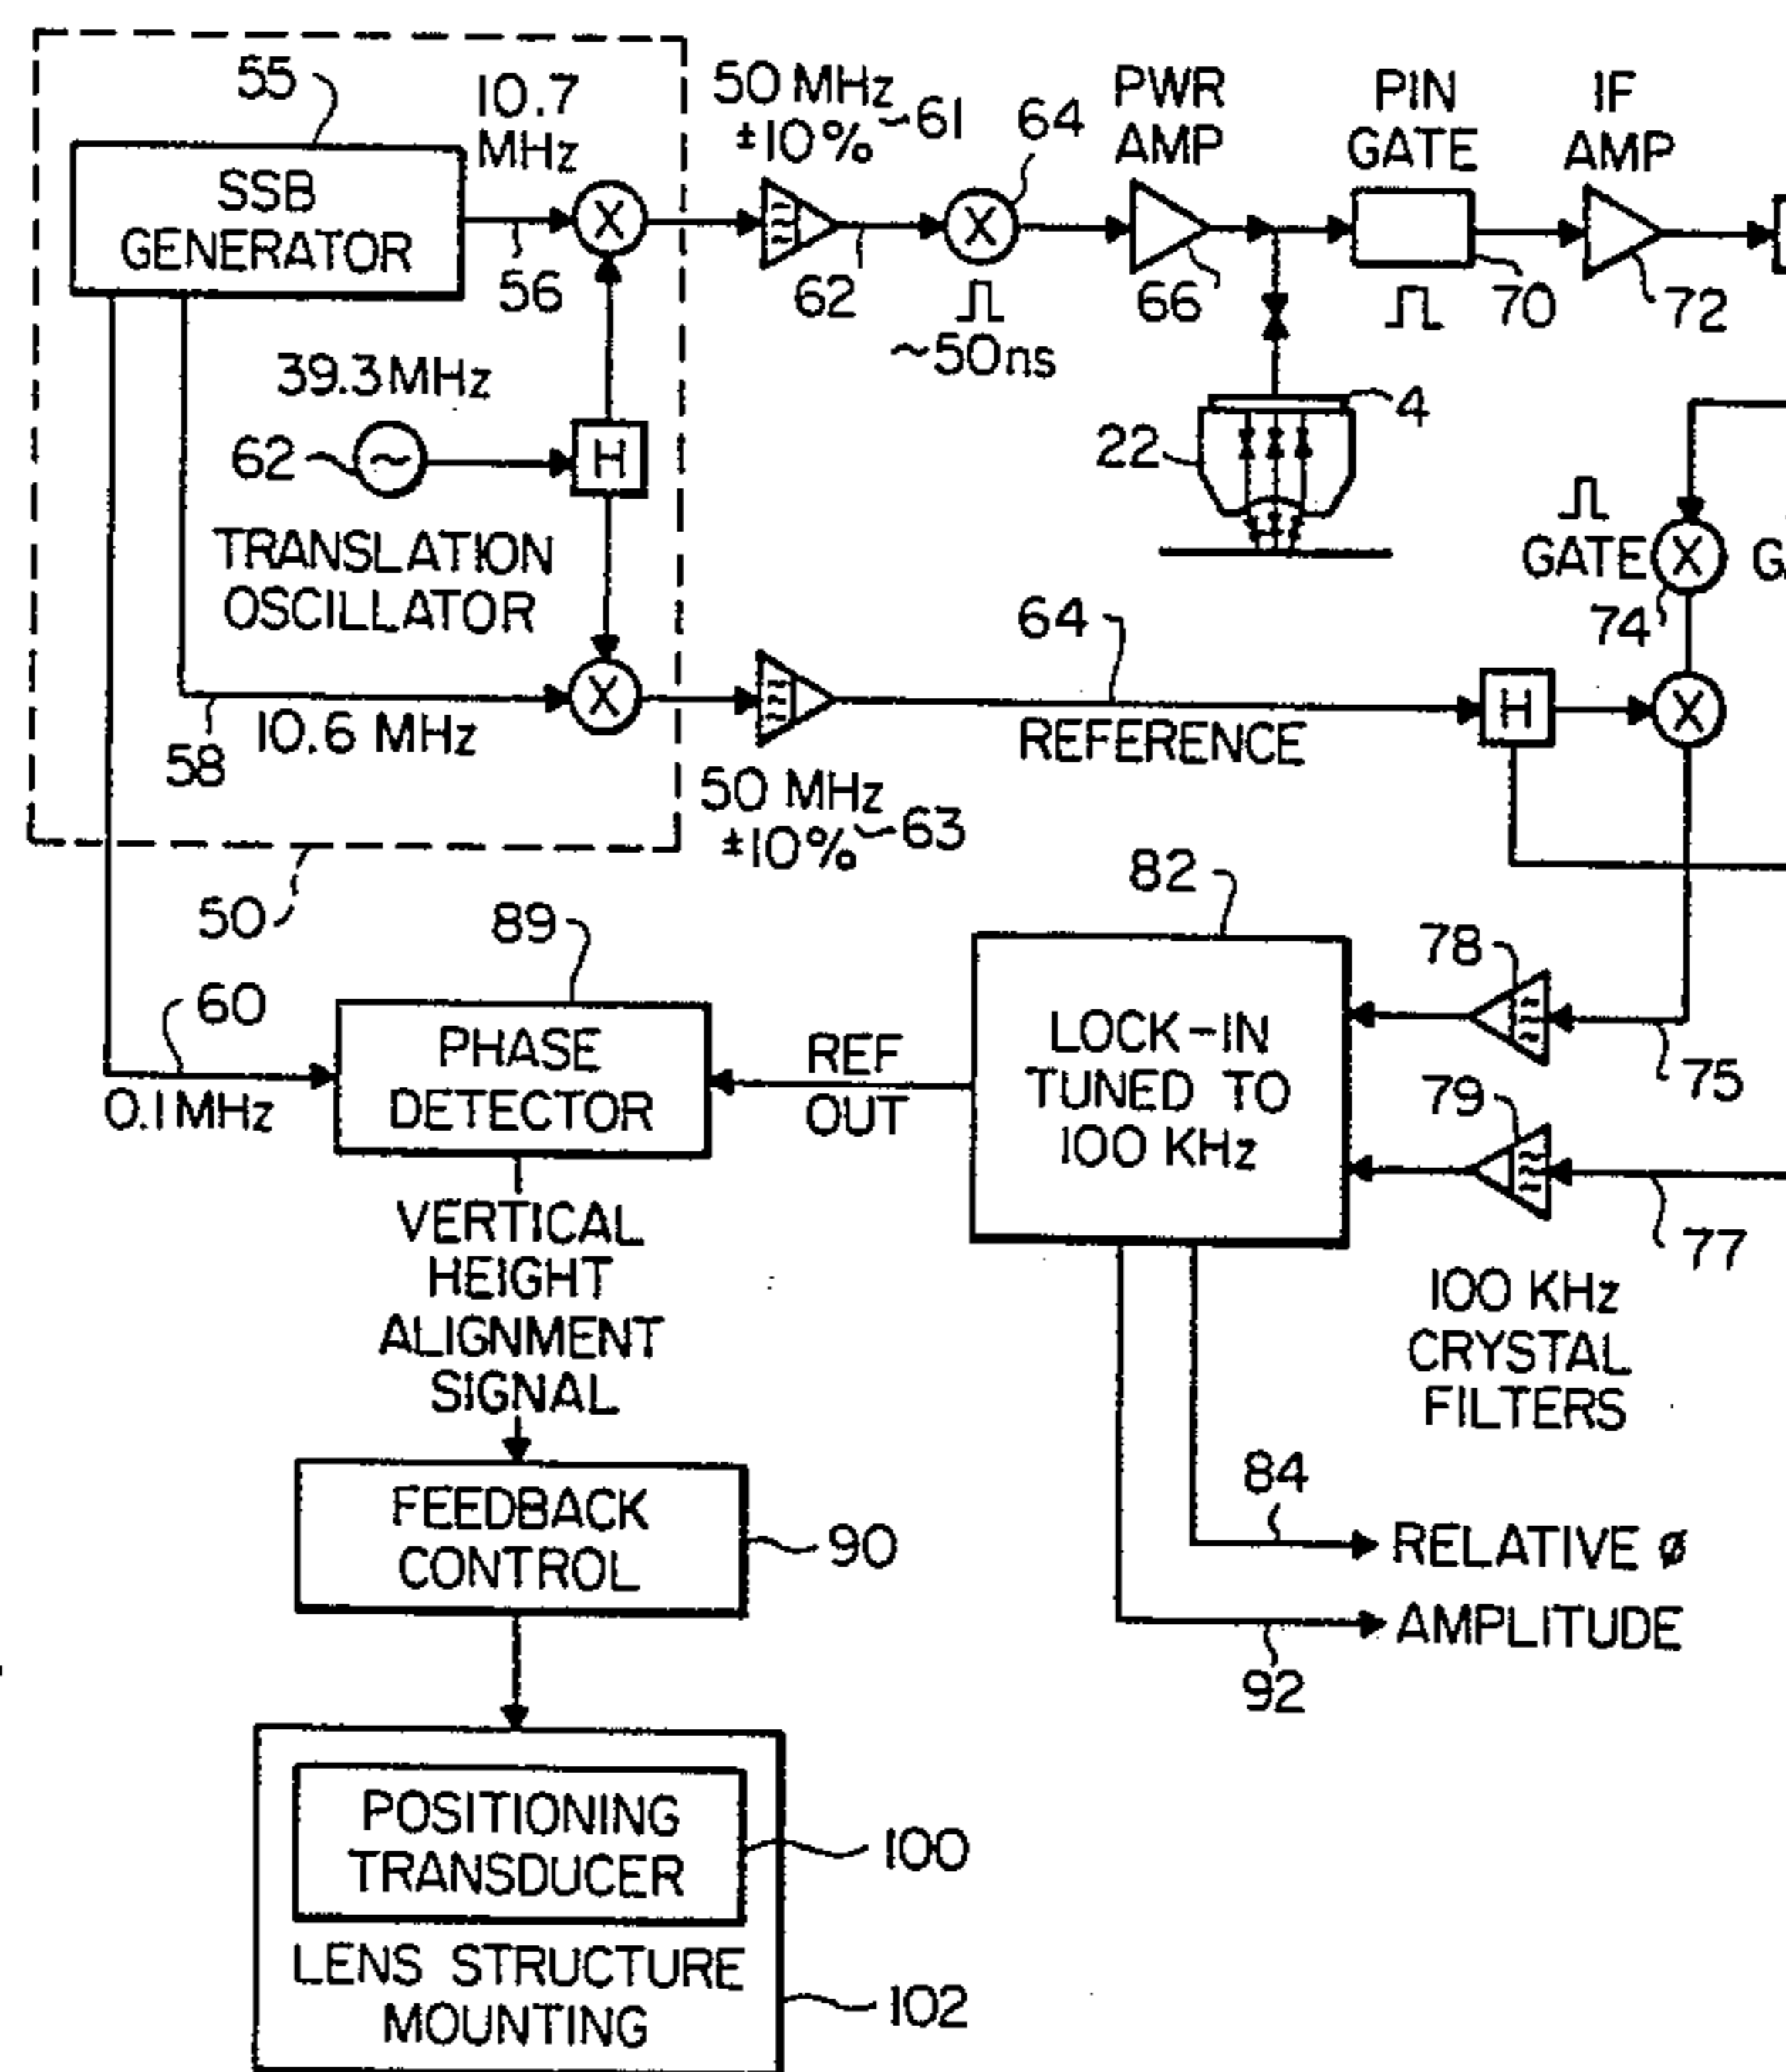 55
10.7
MHz
SSB
GENERATOR
X
56
50 MHz
±10%
61
62
64
X
~50ns
PWR
AMP
66
PIN
GATE
70
IF
AMP
72
39.3 MHz
62
~
H
TRANSLATION
OSCILLATOR
4
22
GATE
X
74
58
10.6 MHz
X
64
REFERENCE
H
X
50 MHz
±10%
63
50
82
89
78
60
0.1 MHz
PHASE
DETECTOR
REF
OUT
LOCK-IN
TUNED TO
100 KHz
75
79
77
VERTICAL
HEIGHT
ALIGNMENT
SIGNAL
100 KHz
CRYSTAL
FILTERS
FEEDBACK
CONTROL
90
84
RELATIVE ø
AMPLITUDE
92
POSITIONING
TRANSDUCER
100
LENS STRUCTURE
MOUNTING
102